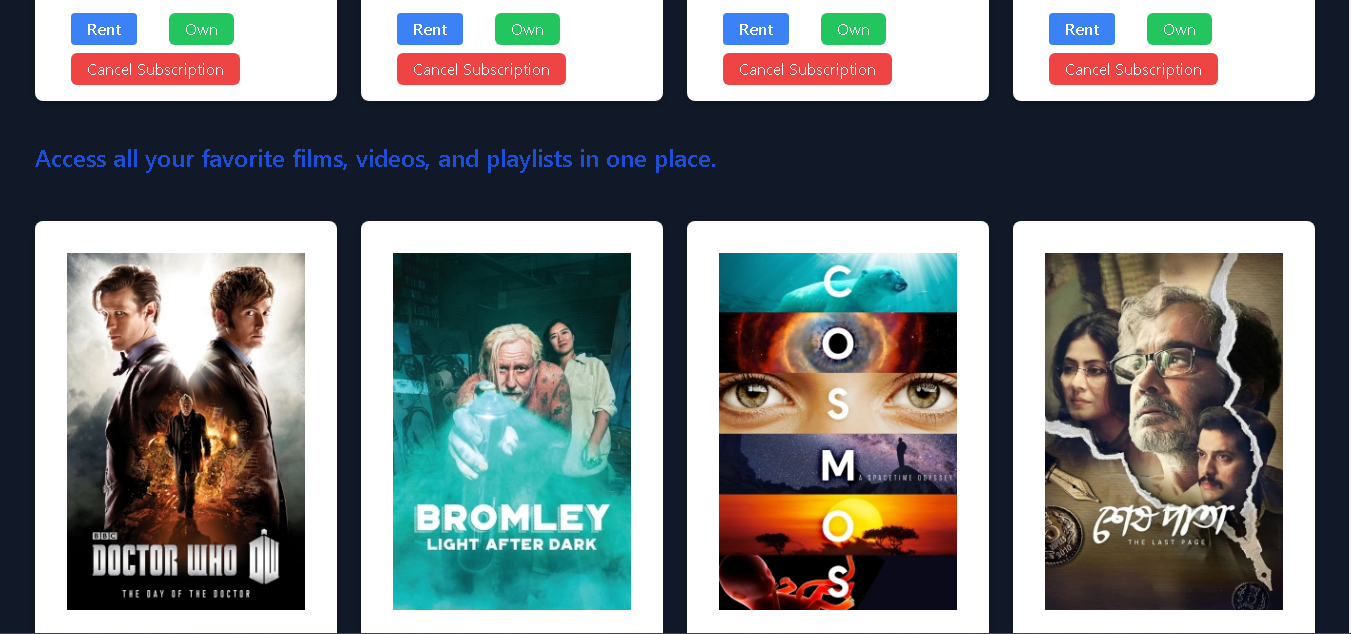 Rent Own Rent Own Rent Own Rent Own
Cancel Subscription Cancel Subscription Cancel Subscription Cancel Subscription
Access all your favorite films, videos, and playlists in one place.
BBC
DOCTOR WHO DW
THE DAY OF THE DOCTOR
BROMLEY
LIGHT AFTER DARK
C
O
S
M
A SPACETIME ODYSSEY
O
S
শেষ পাতা
THE LAST PAGE